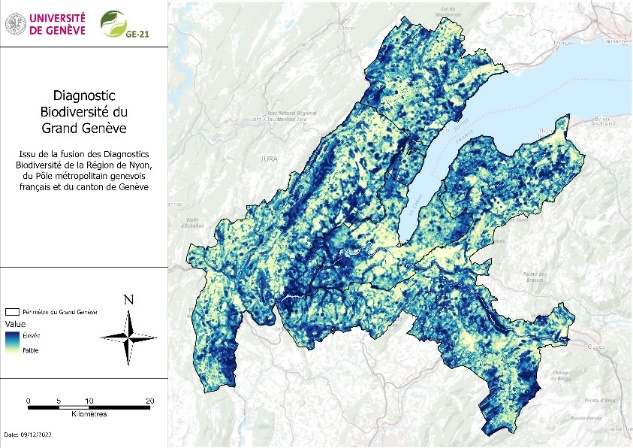 UNIVERSITÉ
DE GENÈVE
GE-21
Diagnostic
Biodiversité du
Grand Genève
Issu de la fusion des Diagnostics
Biodiversité de la Région de Nyon,
du Pôle métropolitain genevois
français et du canton de Genève
N
Périmètre du Grand Genève
Value
Élevée
Faible
0 5 10 20
Kilomètres
Date: 09/12/2022
JURA